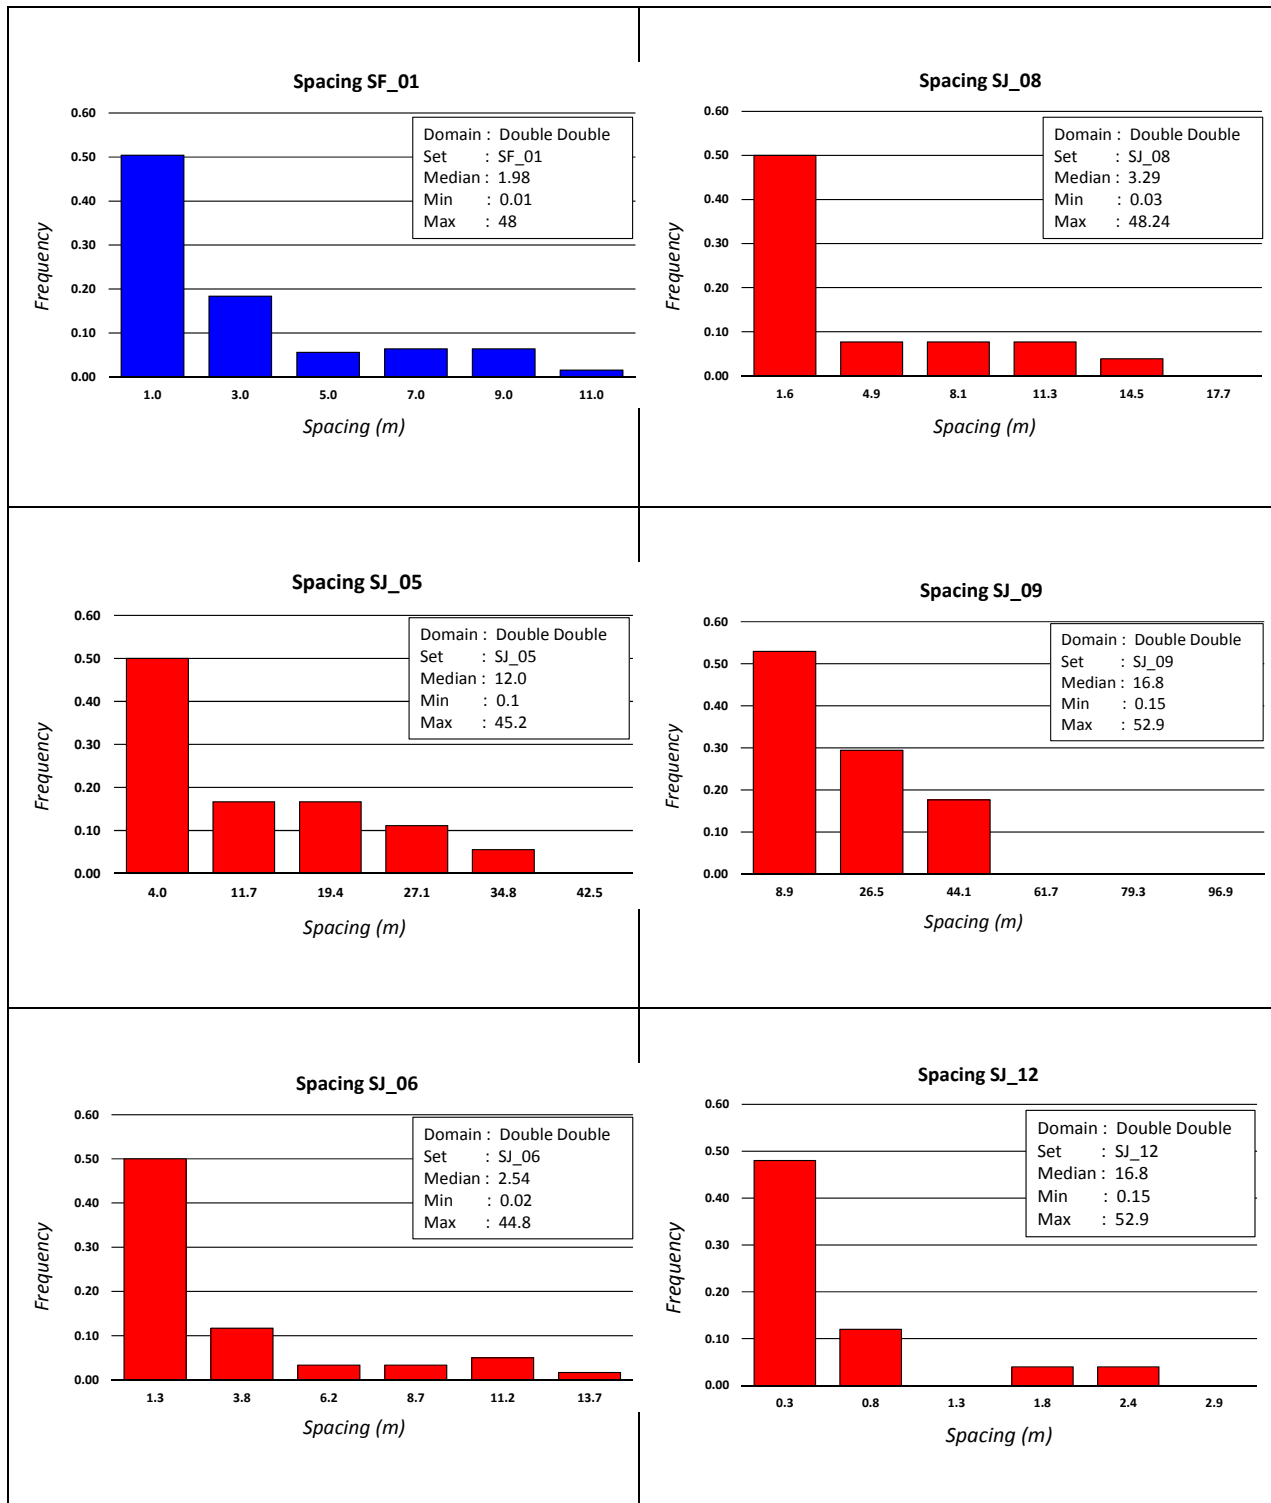 Spacing SF_01
0.60
0.50
0.40
0.30
0.20
0.10
0.00
Frequency
Domain : Double Double
Set : SF_01
Median : 1.98
Min : 0.01
Max : 48
1.0 3.0 5.0 7.0 9.0 11.0
Spacing (m)
Spacing SJ_08
0.60
0.50
0.40
0.30
0.20
0.10
0.00
Frequency
Domain : Double Double
Set : SJ_08
Median : 3.29
Min : 0.03
Max : 48.24
1.6 4.9 8.1 11.3 14.5 17.7
Spacing (m)
Spacing SJ_05
0.60
0.50
0.40
0.30
0.20
0.10
0.00
Frequency
Domain : Double Double
Set : SJ_05
Median : 12.0
Min : 0.1
Max : 45.2
4.0 11.7 19.4 27.1 34.8 42.5
Spacing (m)
Spacing SJ_09
0.60
0.50
0.40
0.30
0.20
0.10
0.00
Frequency
Domain : Double Double
Set : SJ_09
Median : 16.8
Min : 0.15
Max : 52.9
8.9 26.5 44.1 61.7 79.3 96.9
Spacing (m)
Spacing SJ_06
0.60
0.50
0.40
0.30
0.20
0.10
0.00
Frequency
Domain : Double Double
Set : SJ_06
Median : 2.54
Min : 0.02
Max : 44.8
1.3 3.8 6.2 8.7 11.2 13.7
Spacing (m)
Spacing SJ_12
0.60
0.50
0.40
0.30
0.20
0.10
0.00
Frequency
Domain : Double Double
Set : SJ_12
Median : 16.8
Min : 0.15
Max : 52.9
0.3 0.8 1.3 1.8 2.4 2.9
Spacing (m)